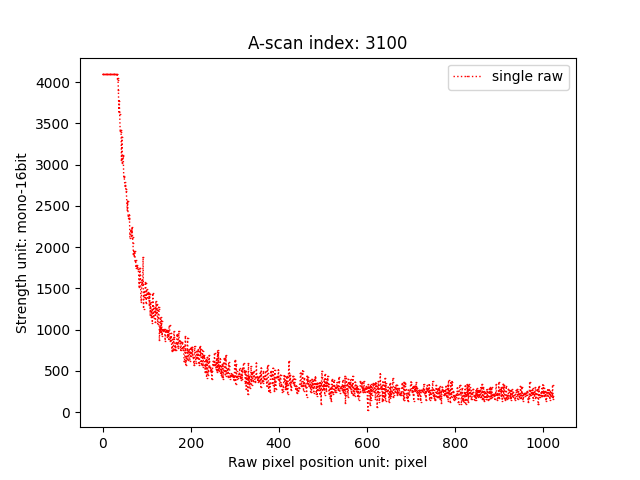 A-scan index: 3100
single raw
4000
3500
3000
2500
2000
1500
1000
500
0
Strength unit: mono-16bit
0 200 400 600 800 1000
Raw pixel position unit: pixel